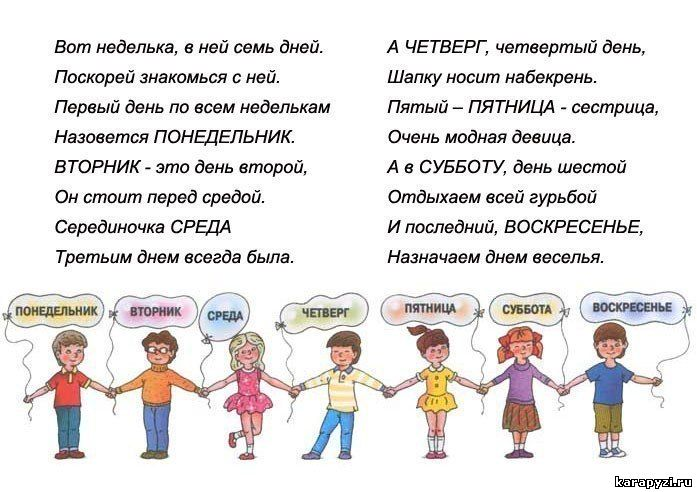 Вот неделька, в ней семь дней.
Поскорей знакомься с ней.
Первый день по всем неделькам
Назовется ПОНЕДЕЛЬНИК.
ВТОРНИК - это день второй,
Он стоит перед средой.
Серединочка СРЕДА
Третьим днем всегда была.
А ЧЕТВЕРГ, четвертый день,
Шапку носит набекрень.
Пятый – ПЯТНИЦА - сестрица,
Очень модная девица.
А в СУББОТУ, день шестой
Отдыхаем всей гурьбой
И последний, ВОСКРЕСЕНЬЕ,
Назначаем днем веселья.
ПОНЕДЕЛЬНИК
ВТОРНИК
СРЕДА
ЧЕТВЕРГ
ПЯТНИЦА
СУББОТА
ВОСКРЕСЕНЬЕ
karapyzi.ru